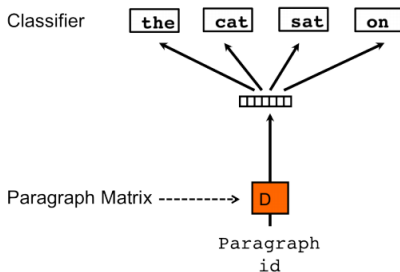 Classifier the cat sat on
Paragraph Matrix D
Paragraph
id